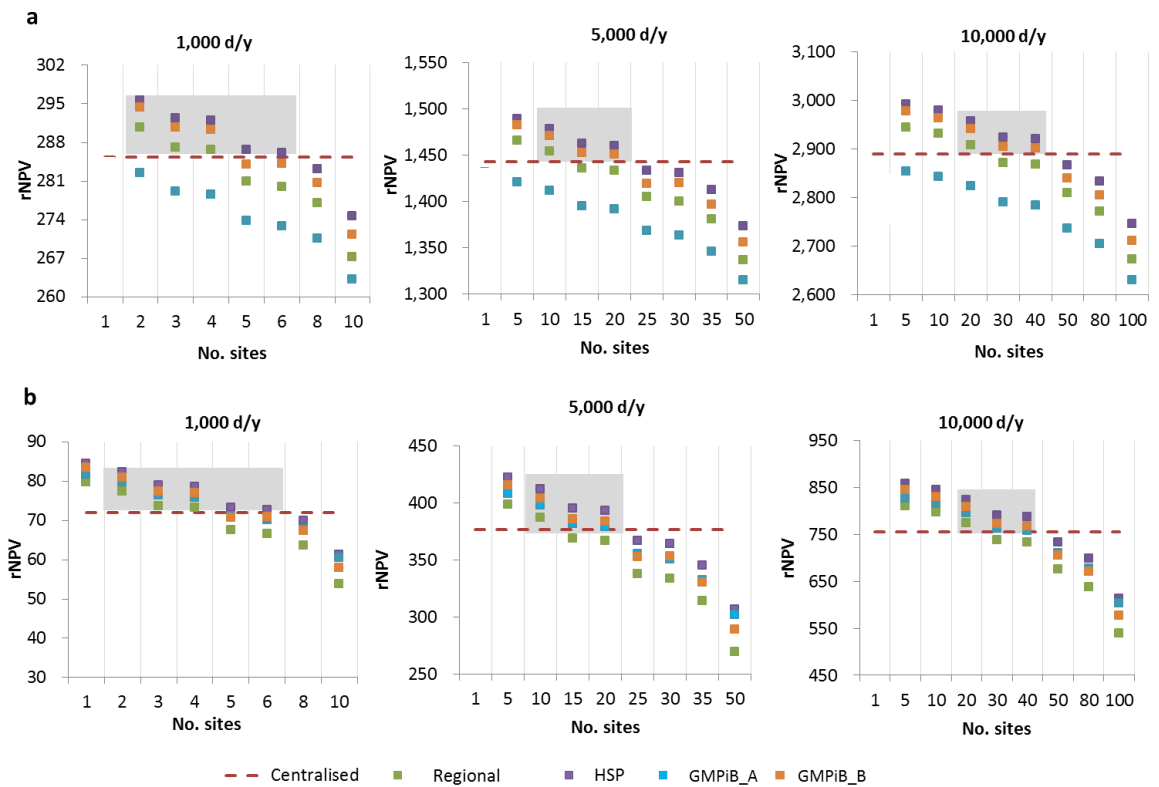 a
1,000 d/y
5,000 d/y
10,000 d/y
rNPV
302
295
288
281
274
267
260
1 2 3 4 5 6 8 10
No. sites
rNPV
1,550
1,500
1,450
1,400
1,350
1,300
1 5 10 15 20 25 30 35 50
No. sites
rNPV
3,100
3,000
2,900
2,800
2,700
2,600
1 5 10 20 30 40 50 80 100
No. sites
b
1,000 d/y
5,000 d/y
10,000 d/y
rNPV
90
80
70
60
50
40
30
1 2 3 4 5 6 8 10
No. sites
rNPV
450
400
350
300
250
1 5 10 15 20 25 30 35 50
No. sites
rNPV
950
850
750
650
550
450
1 5 10 20 30 40 50 80 100
No. sites
Centralised Regional HSP GMPiB_A GMPiB_B